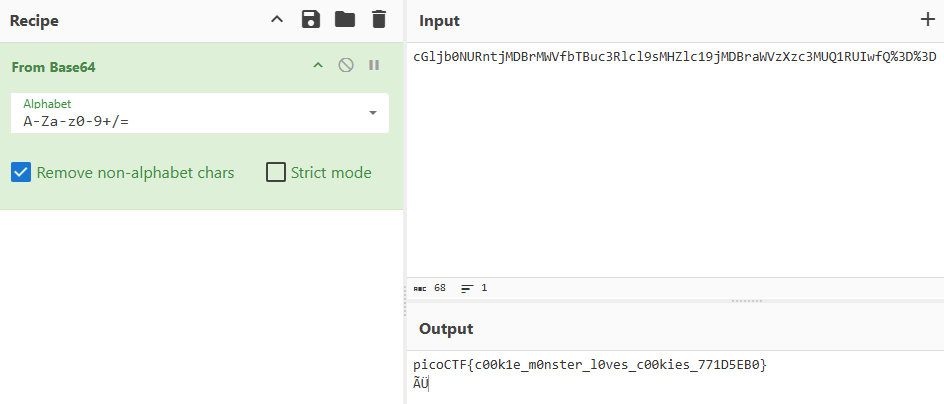 Recipe
From Base64
Alphabet
A-Za-z0-9+/=
Remove non-alphabet chars
Strict mode
Input
cGljb0NURntjMDBrMWVfbTBuc3Rlcl9sMHZlc19jMDBraWVzXzc3MUQ1RUIwfQ%3D%3D
ABC 68 1
Output
picoCTF{c00k1e_m0nster_l0ves_c00kies_771D5EB0}
ÃÜ